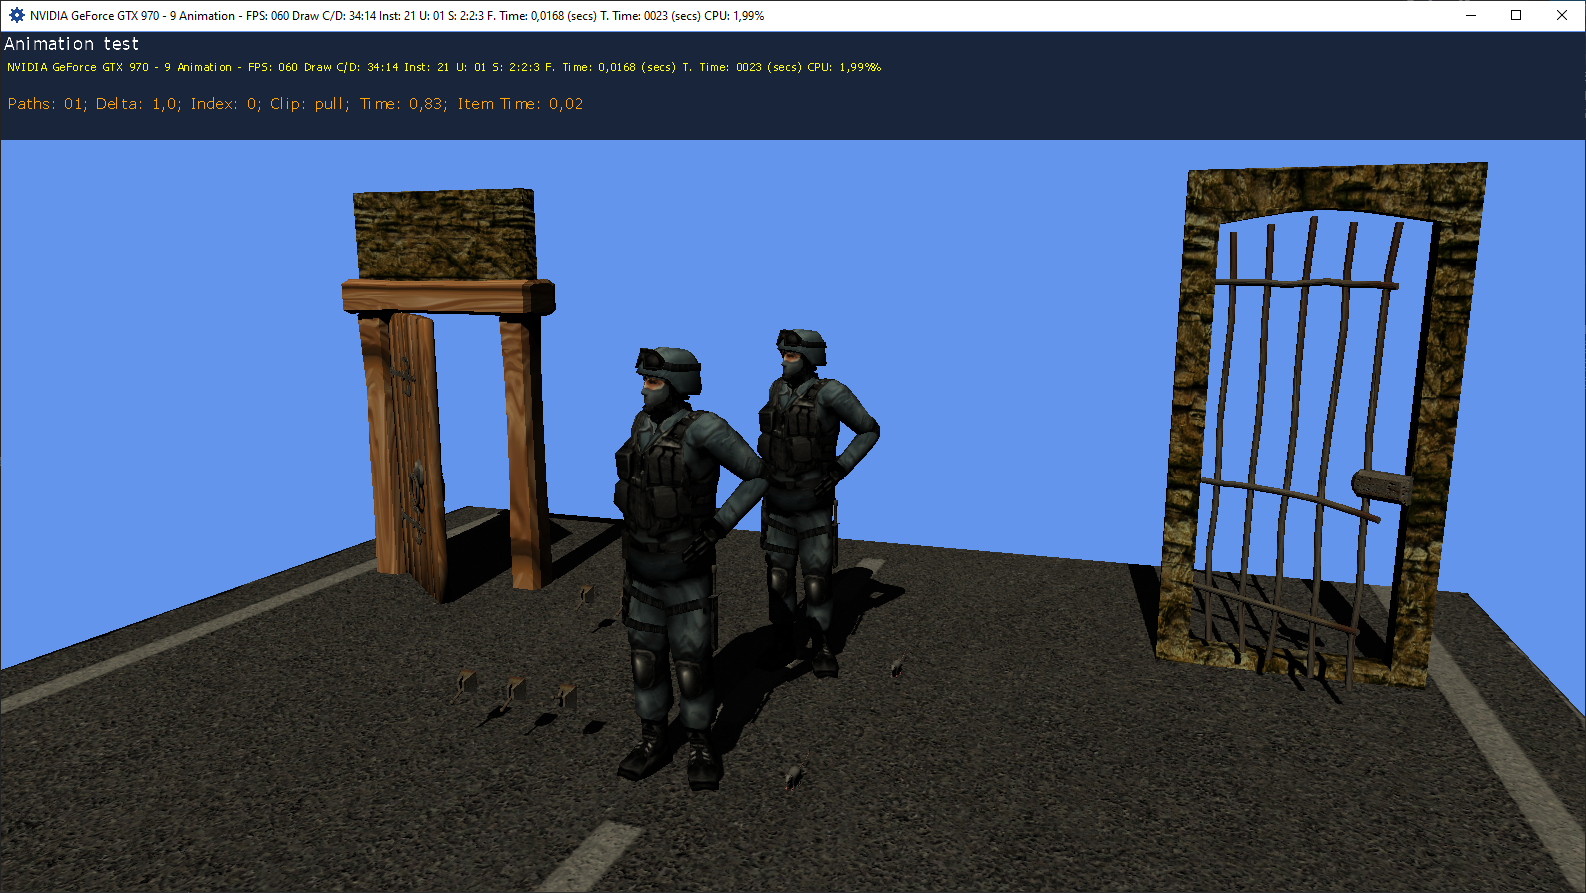 NVIDIA GeForce GTX 970 - 9 Animation - FPS: 060 Draw C/D: 34:14 Inst: 21 U: 01 S: 2:2:3 F. Time: 0,0168 (secs) T. Time: 0023 (secs) CPU: 1,99%
Animation test
NVIDIA GeForce GTX 970 - 9 Animation - FPS: 060 Draw C/D: 34:14 Inst: 21 U: 01 S: 2:2:3 F. Time: 0,0168 (secs) T. Time: 0023 (secs) CPU: 1,99%%
Paths: 01; Delta: 1,0; Index: 0; Clip: pull; Time: 0,83; Item Time: 0,02